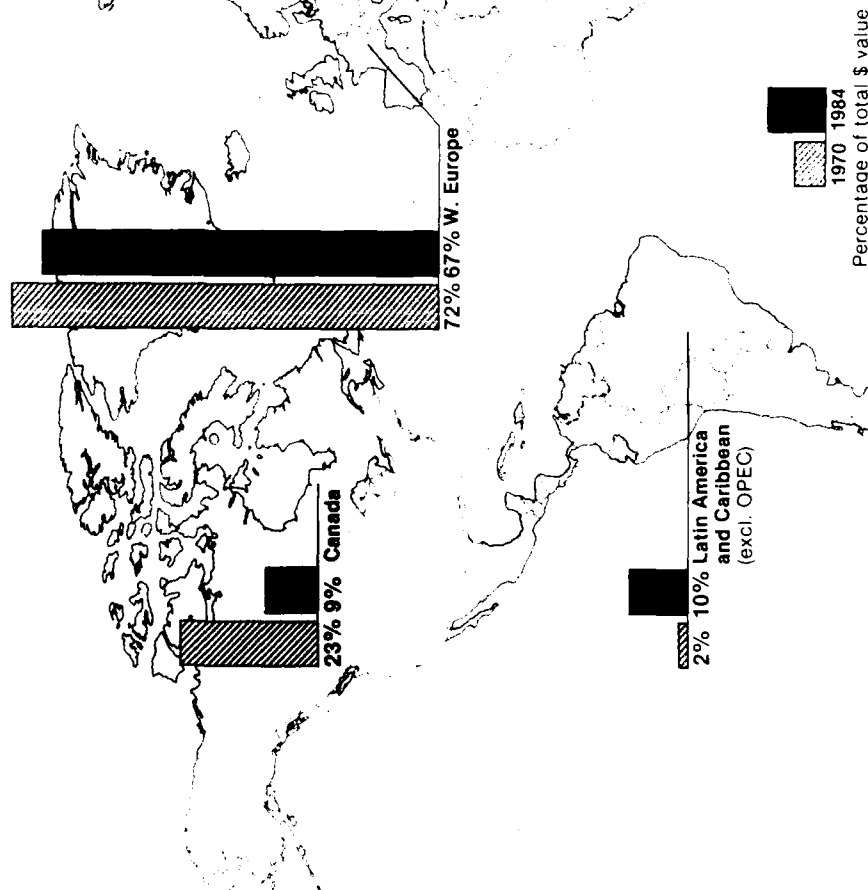 72% 67% W. Europe
23% 9% Canada
2% 10% Latin America
and Caribbean
(excl. OPEC)
1970 1984
Percentage of total $ value